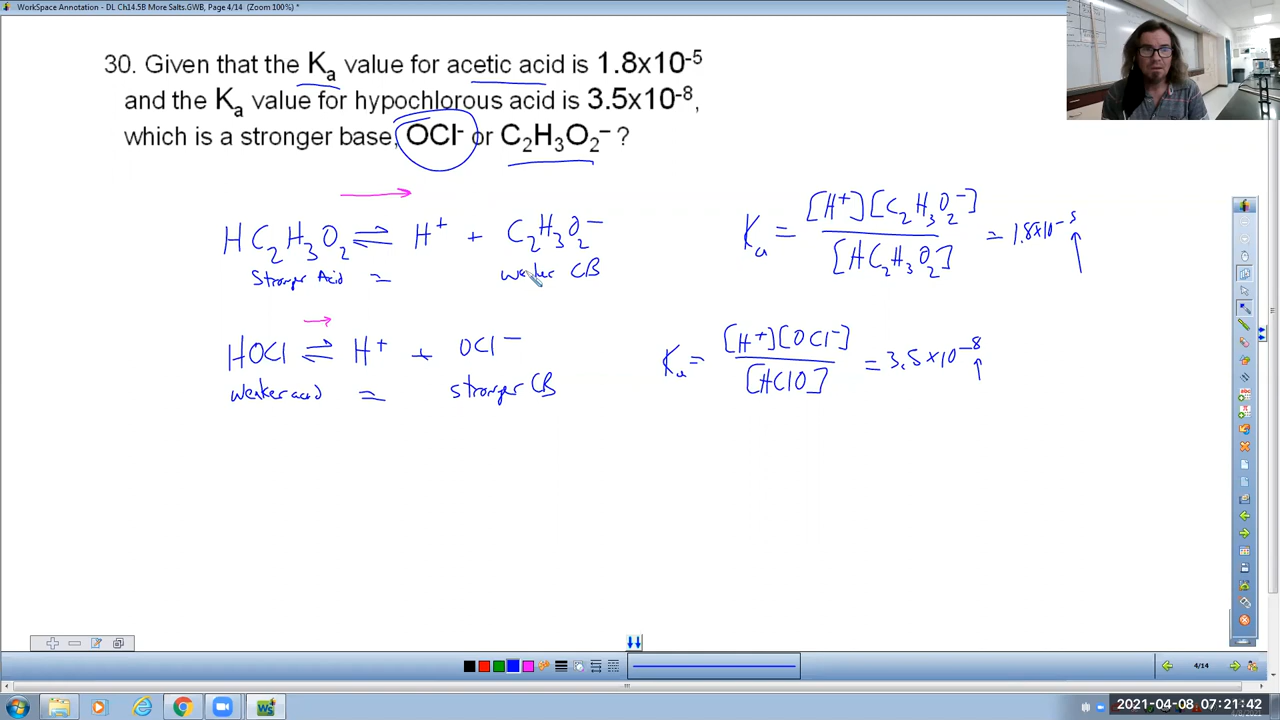 WorkSpace Annotation - DL Ch14.5B More Salts.GWB, Page 4/14 (Zoom 100%) *
30. Given that the Kₐ value for acetic acid is 1.8x10⁻⁵
and the Kₐ value for hypochlorous acid is 3.5x10⁻⁸,
which is a stronger base, OCl⁻ or C₂H₃O₂⁻ ?
HC₂H₃O₂ ⇌ H⁺ + C₂H₃O₂⁻
Stronger Acid = weaker CB
Kₐ = [H⁺][C₂H₃O₂⁻] / [HC₂H₃O₂] = 1.8x10⁻⁵
HOCl ⇌ H⁺ + OCl⁻
weaker acid = stronger CB
Kₐ = [H⁺][OCl⁻] / [HClO] = 3.5x10⁻⁸
4/14
2021-04-08 07:21:42